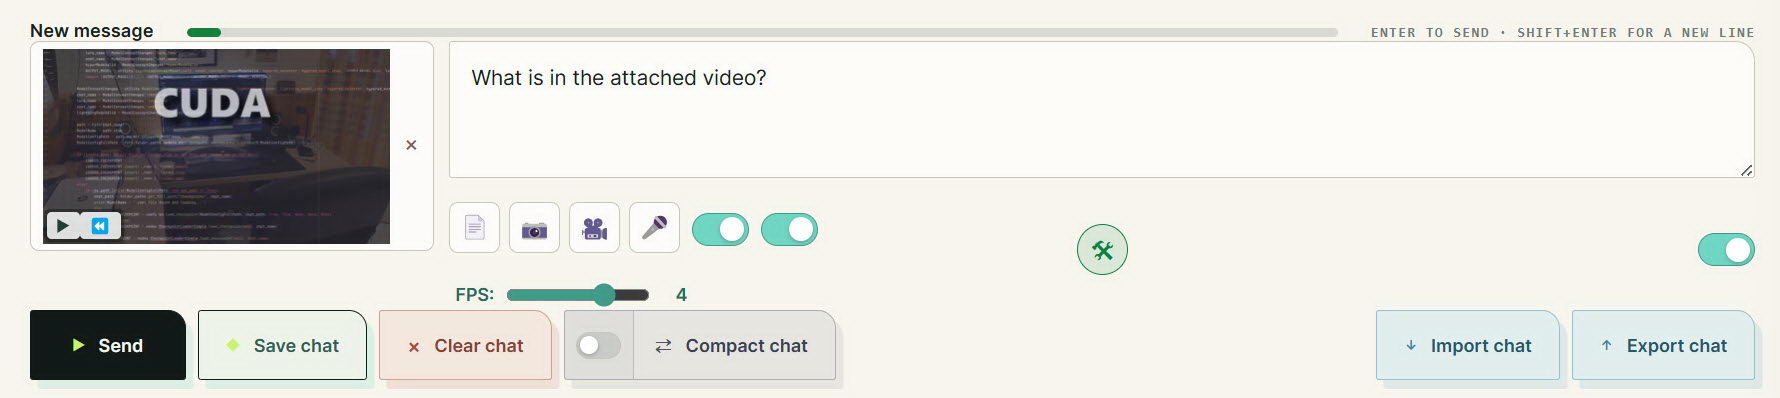 New message
ENTER TO SEND · SHIFT+ENTER FOR A NEW LINE
CUDA
×
What is in the attached video?
FPS: 4
Send
Save chat
× Clear chat
Compact chat
↓ Import chat
↑ Export chat